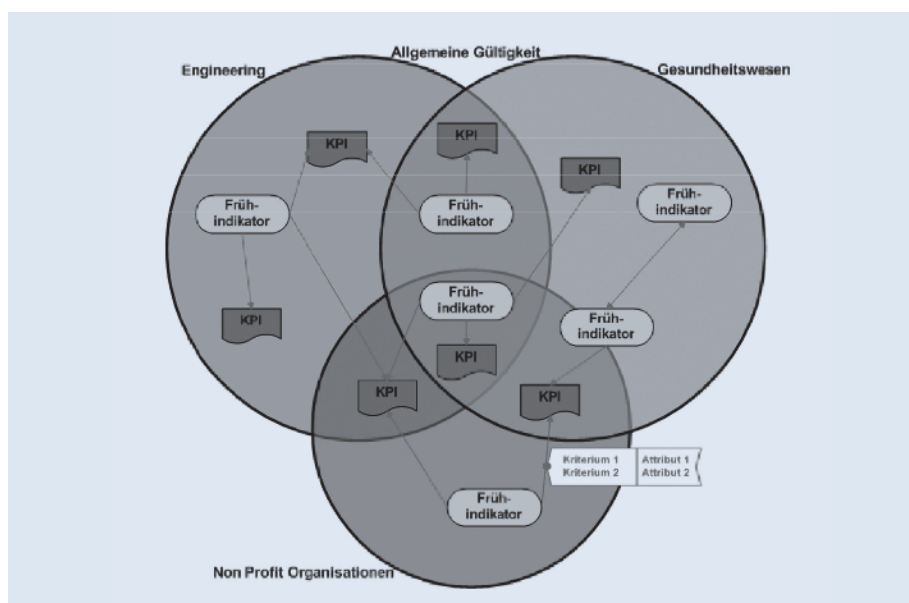 Allgemeine Gültigkeit
Engineering
Gesundheitswesen
KPI
KPI
KPI
Früh-
indikator
Früh-
indikator
Früh-
indikator
KPI
Früh-
indikator
Früh-
indikator
KPI
KPI
KPI
Kriterium 1
Kriterium 2
Attribut 1
Attribut 2
Früh-
indikator
Non Profit Organisationen